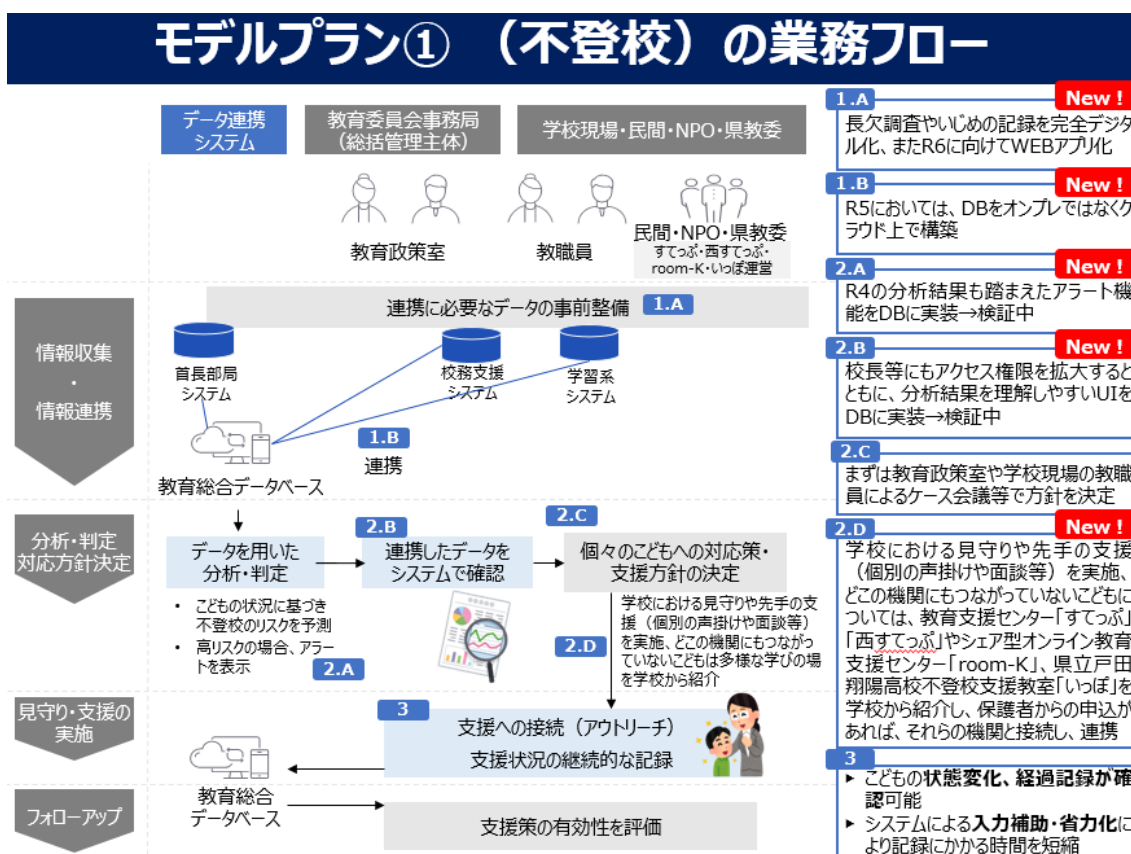 モデルプラン① （不登校）の業務フロー
データ連携
システム
教育委員会事務局
（総括管理主体）
学校現場・民間・NPO・県教委
教育政策室
教職員
民間・NPO・県教委
すてっぷ・西すてっぷ・
room-K・いっぽ運営
情報収集
・
情報連携
連携に必要なデータの事前整備
1.A
首長部局
システム
校務支援
システム
学習系
システム
1.B
連携
教育総合データベース
分析・判定
対応方針決定
データを用いた
分析・判定
2.B
連携したデータを
システムで確認
2.C
個々のこどもへの対応策・
支援方針の決定
• こどもの状況に基づき
不登校のリスクを予測
• 高リスクの場合、アラー
トを表示
2.A
2.D
学校における見守りや先手の支
援（個別の声掛けや面談等）
を実施、どこの機関にもつながっ
ていないこどもは多様な学びの場
を学校から紹介
見守り・支援の
実施
3
支援への接続（アウトリーチ）
支援状況の継続的な記録
教育総合
データベース
フォローアップ
支援策の有効性を評価
1.A
New！
長欠調査やいじめの記録を完全デジタ
ル化、またR6に向けてWEBアプリ化
1.B
New！
R5においては、DBをオンプレではなくク
ラウド上で構築
2.A
New！
R4の分析結果も踏まえたアラート機
能をDBに実装→検証中
2.B
New！
校長等にもアクセス権限を拡大すると
ともに、分析結果を理解しやすいUIを
DBに実装→検証中
2.C
まずは教育政策室や学校現場の教職
員によるケース会議等で方針を決定
2.D
New！
学校における見守りや先手の支援
（個別の声掛けや面談等）を実施、
どこの機関にもつながっていないこどもに
ついては、教育支援センター「すてっぷ」
「西すてっぷ」やシェア型オンライン教育
支援センター「room-K」、県立戸田
翔陽高校不登校支援教室「いっぽ」を
学校から紹介し、保護者からの申込が
あれば、それらの機関と接続し、連携
3
▶ こどもの状態変化、経過記録が確
認可能
▶ システムによる入力補助・省力化に
より記録にかかる時間を短縮